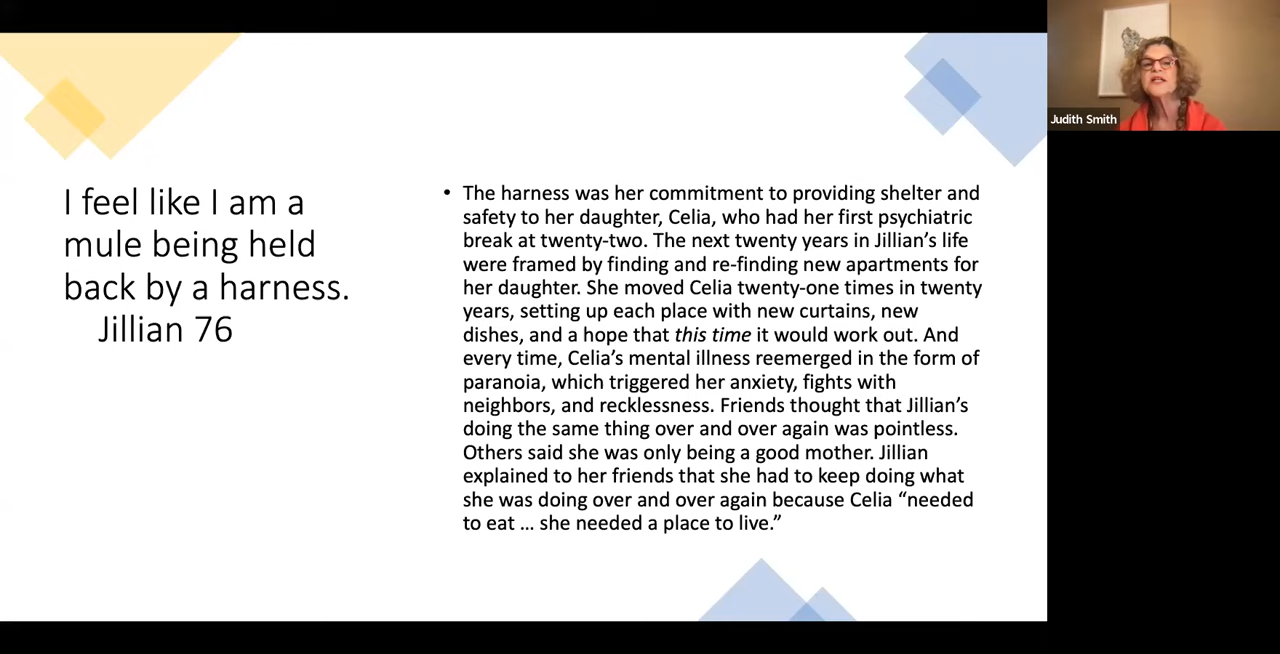 I feel like I am a
mule being held
back by a harness.
Jillian 76
• The harness was her commitment to providing shelter and
safety to her daughter, Celia, who had her first psychiatric
break at twenty-two. The next twenty years in Jillian’s life
were framed by finding and re-finding new apartments for
her daughter. She moved Celia twenty-one times in twenty
years, setting up each place with new curtains, new
dishes, and a hope that this time it would work out. And
every time, Celia’s mental illness reemerged in the form of
paranoia, which triggered her anxiety, fights with
neighbors, and recklessness. Friends thought that Jillian’s
doing the same thing over and over again was pointless.
Others said she was only being a good mother. Jillian
explained to her friends that she had to keep doing what
she was doing over and over again because Celia “needed
to eat … she needed a place to live.”
Judith Smith